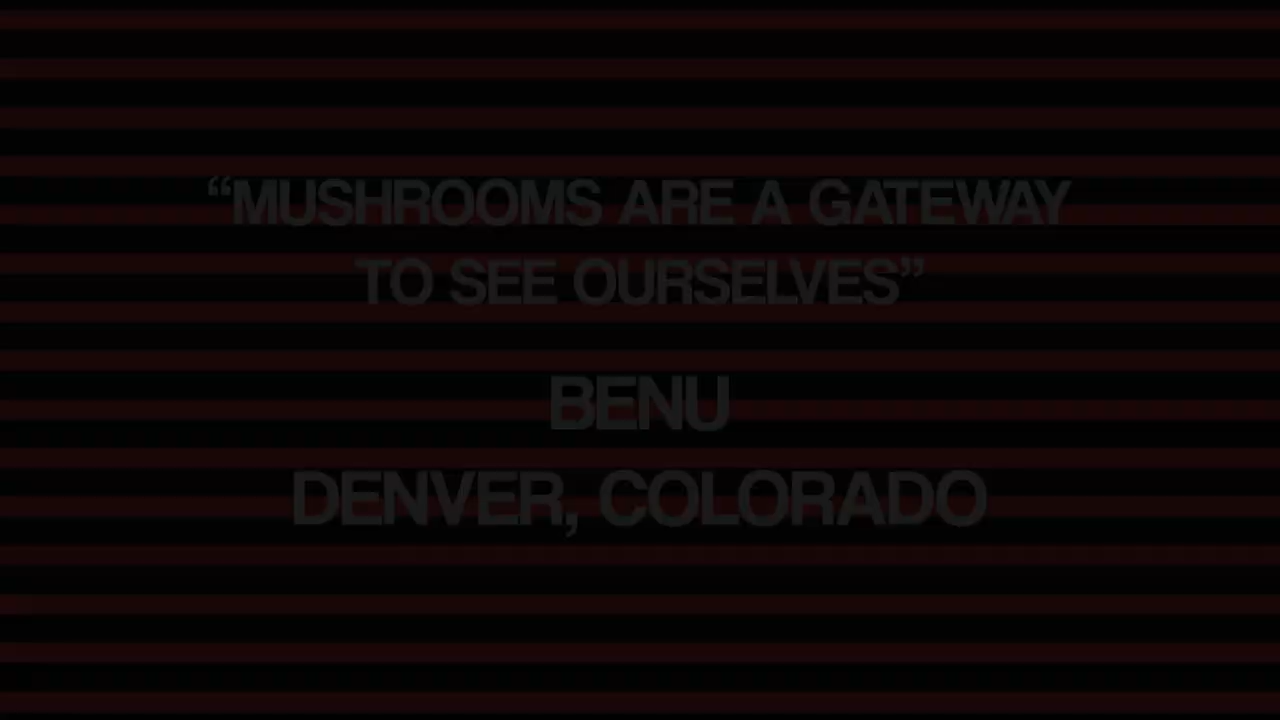 “MUSHROOMS ARE A GATEWAY
TO SEE OURSELVES”
BENU
DENVER, COLORADO